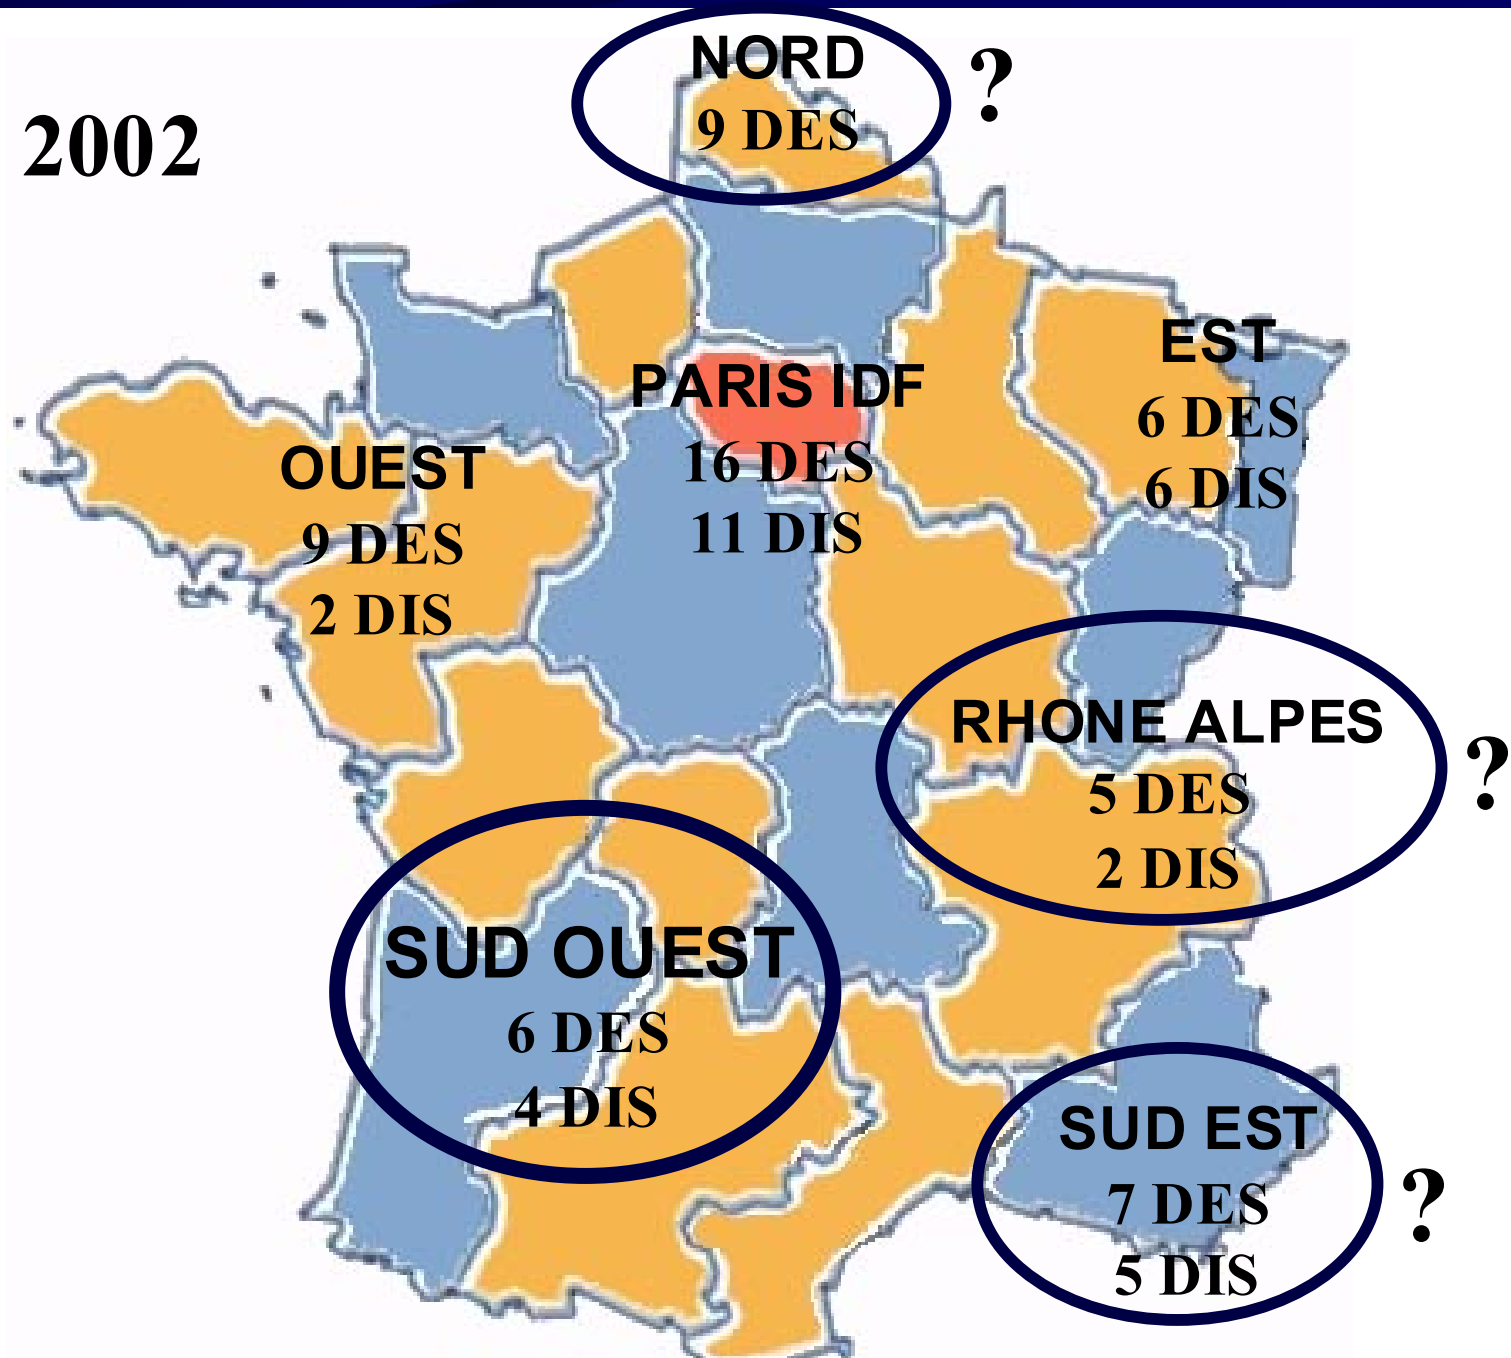 NORD
9 DES
?
2002
EST
6 DES
6 DIS
PARIS IDF
16 DES
11 DIS
OUEST
9 DES
2 DIS
RHONE ALPES
5 DES
2 DIS
?
SUD OUEST
6 DES
4 DIS
SUD EST
7 DES
5 DIS
?